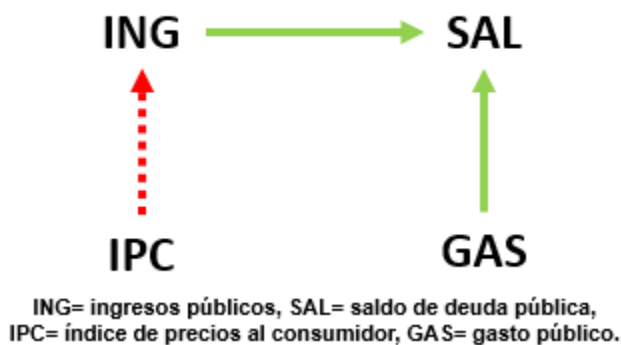 ING SAL
IPC GAS
ING= ingresos públicos, SAL= saldo de deuda pública,
IPC= índice de precios al consumidor, GAS= gasto público.